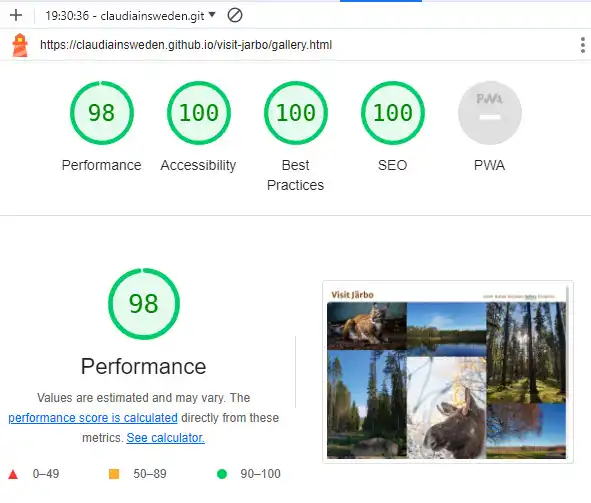 19:30:36 - claudiainsweden.git
https://claudiainsweden.github.io/visit-jarbo/gallery.html
98 100 100 100 PWA
Performance Accessibility Best Practices SEO PWA
98
Performance
Values are estimated and may vary. The
performance score is calculated directly from these
metrics. See calculator.
0–49 50–89 90–100
Visit Järbo